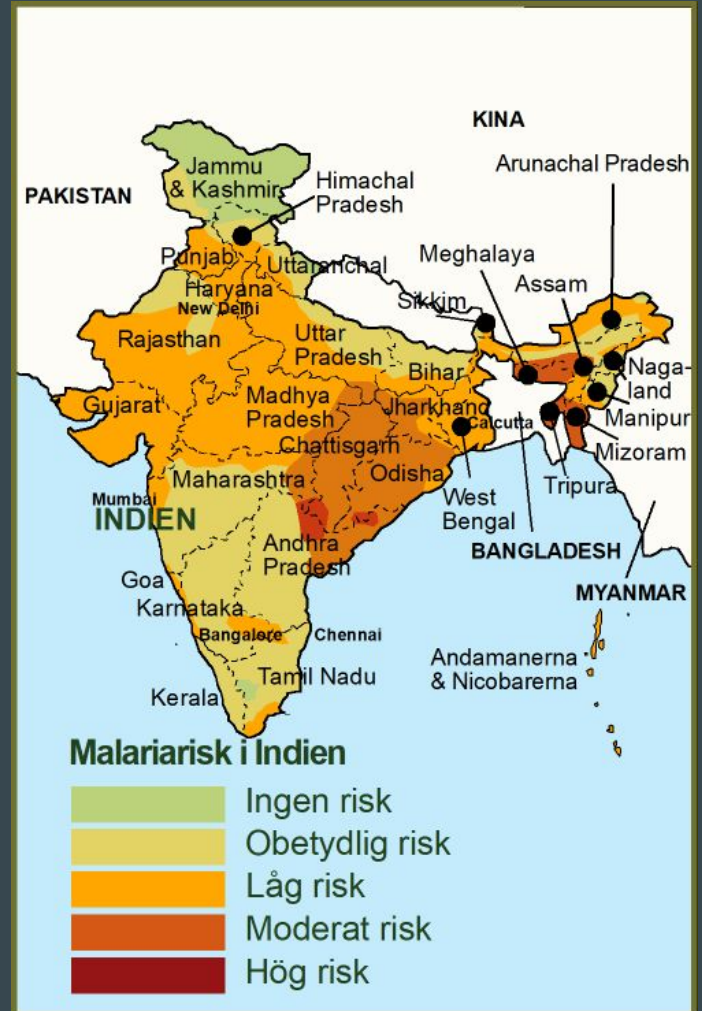 KINA
Arunachal Pradesh
Jammu
& Kashmir
PAKISTAN
Himachal
Pradesh
Meghalaya
Punjab
Uttaranchal
Assam
Haryana
Sikkim
New Delhi
Rajasthan
Uttar
Pradesh
Bihar
Naga-
land
Gujarat
Madhya
Pradesh
Jharkhand
Calcutta
Manipur
Chattisgarh
Mizoram
Maharashtra
Odisha
Tripura
Mumbai
INDIEN
West
Bengal
Andhra
Pradesh
BANGLADESH
Goa
MYANMAR
Karnataka
Bangalore
Chennai
Andamanerna
& Nicobarerna
Tamil Nadu
Kerala
Malariarisk i Indien
Ingen risk
Obetydlig risk
Låg risk
Moderat risk
Hög risk